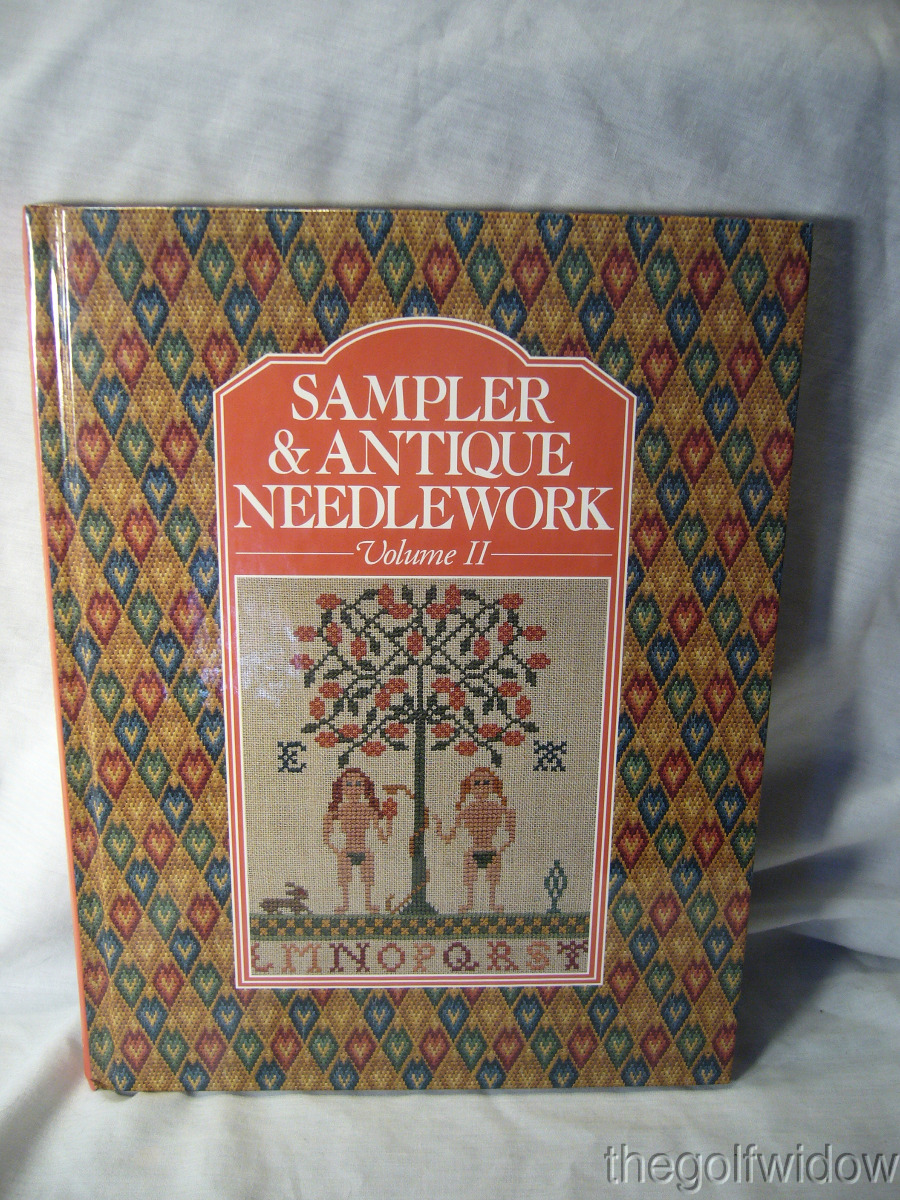 SAMPLER
& ANTIQUE
NEEDLEWORK
Volume II
E M
LMNOPQRST
thegolfwidow